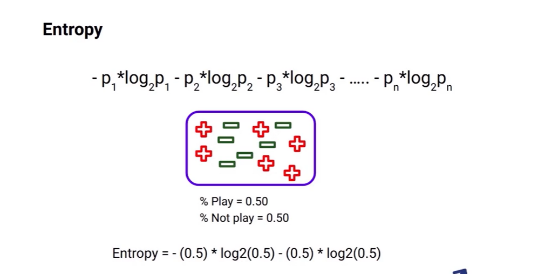 Entropy
- p₁*log₂p₁ - p₂*log₂p₂ - p₃*log₂p₃ - ..... - pₙ*log₂pₙ
% Play = 0.50
% Not play = 0.50
Entropy = - (0.5) * log2(0.5) - (0.5) * log2(0.5)